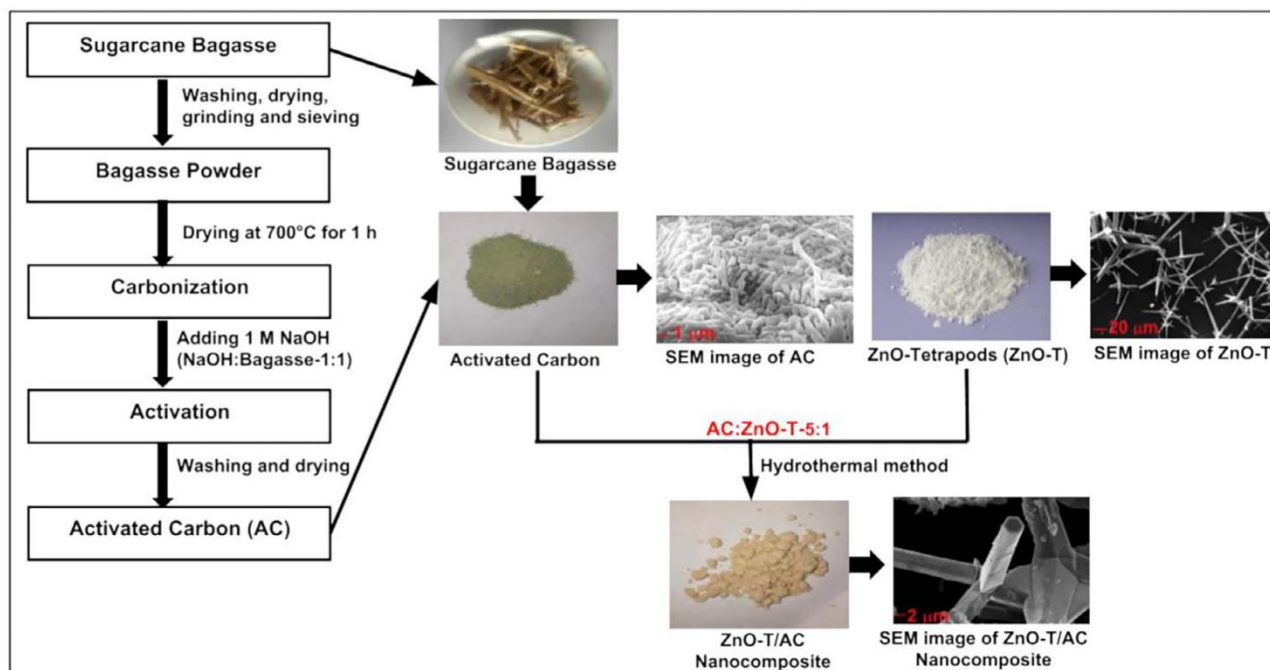 Sugarcane Bagasse
Washing, drying,
grinding and sieving
Bagasse Powder
Drying at 700°C for 1 h
Carbonization
Adding 1 M NaOH
(NaOH:Bagasse-1:1)
Activation
Washing and drying
Activated Carbon (AC)
Sugarcane Bagasse
Activated Carbon
1 μm
SEM image of AC
ZnO-Tetrapods (ZnO-T)
20 μm
SEM image of ZnO-T
AC:ZnO-T-5:1
Hydrothermal method
ZnO-T/AC
Nanocomposite
2 μm
SEM image of ZnO-T/AC
Nanocomposite